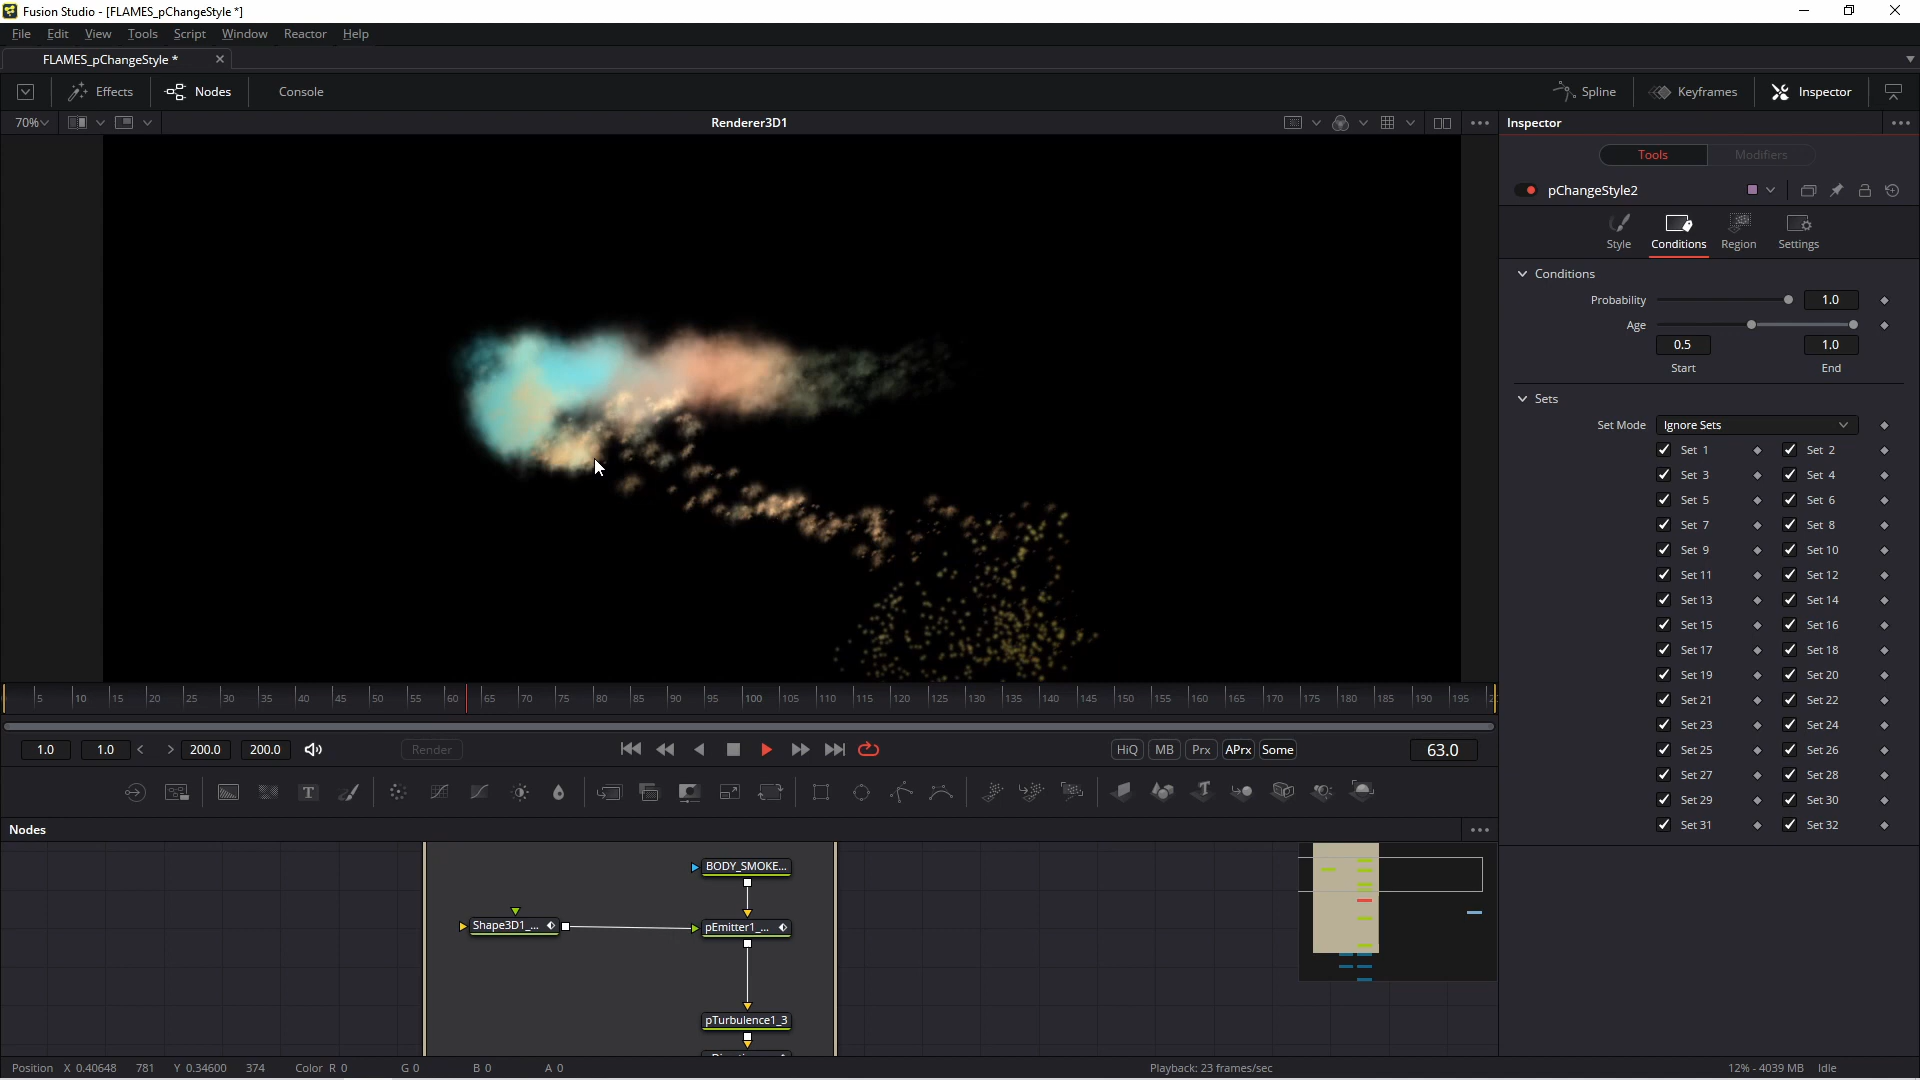 Fusion Studio - [FLAMES_pChangeStyle *]
File Edit View Tools Script Window Reactor Help
FLAMES_pChangeStyle *
Effects Nodes Console Spline Keyframes Inspector
70% Renderer3D1 Inspector
Tools Modifiers
pChangeStyle2
Style Conditions Region Settings
Conditions
Probability 1.0
Age
0.5 1.0
Start End
Sets
Set Mode Ignore Sets
Set 1 Set 2
Set 3 Set 4
Set 5 Set 6
Set 7 Set 8
Set 9 Set 10
Set 11 Set 12
Set 13 Set 14
Set 15 Set 16
Set 17 Set 18
Set 19 Set 20
Set 21 Set 22
Set 23 Set 24
Set 25 Set 26
Set 27 Set 28
Set 29 Set 30
Set 31 Set 32
5 10 15 20 25 30 35 40 45 50 55 60 65 70 75 80 85 90 95 100 105 110 115 120 125 130 135 140 145 150 155 160 165 170 175 180 185 190 195
1.0 1.0 < > 200.0 200.0 Render HiQ MB Prx APrx Some 63.0
Nodes
BODY_SMOKE...
Shape3D1_... pEmitter1_...
pTurbulence1_3
Position X 0.40648 781 Y 0.34600 374 Color R 0 G 0 B 0 A 0 Playback: 23 frames/sec 12% - 4039 MB Idle